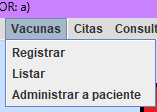 OR: a)
Vacunas Citas Consult
Registrar
Listar
Administrar a paciente